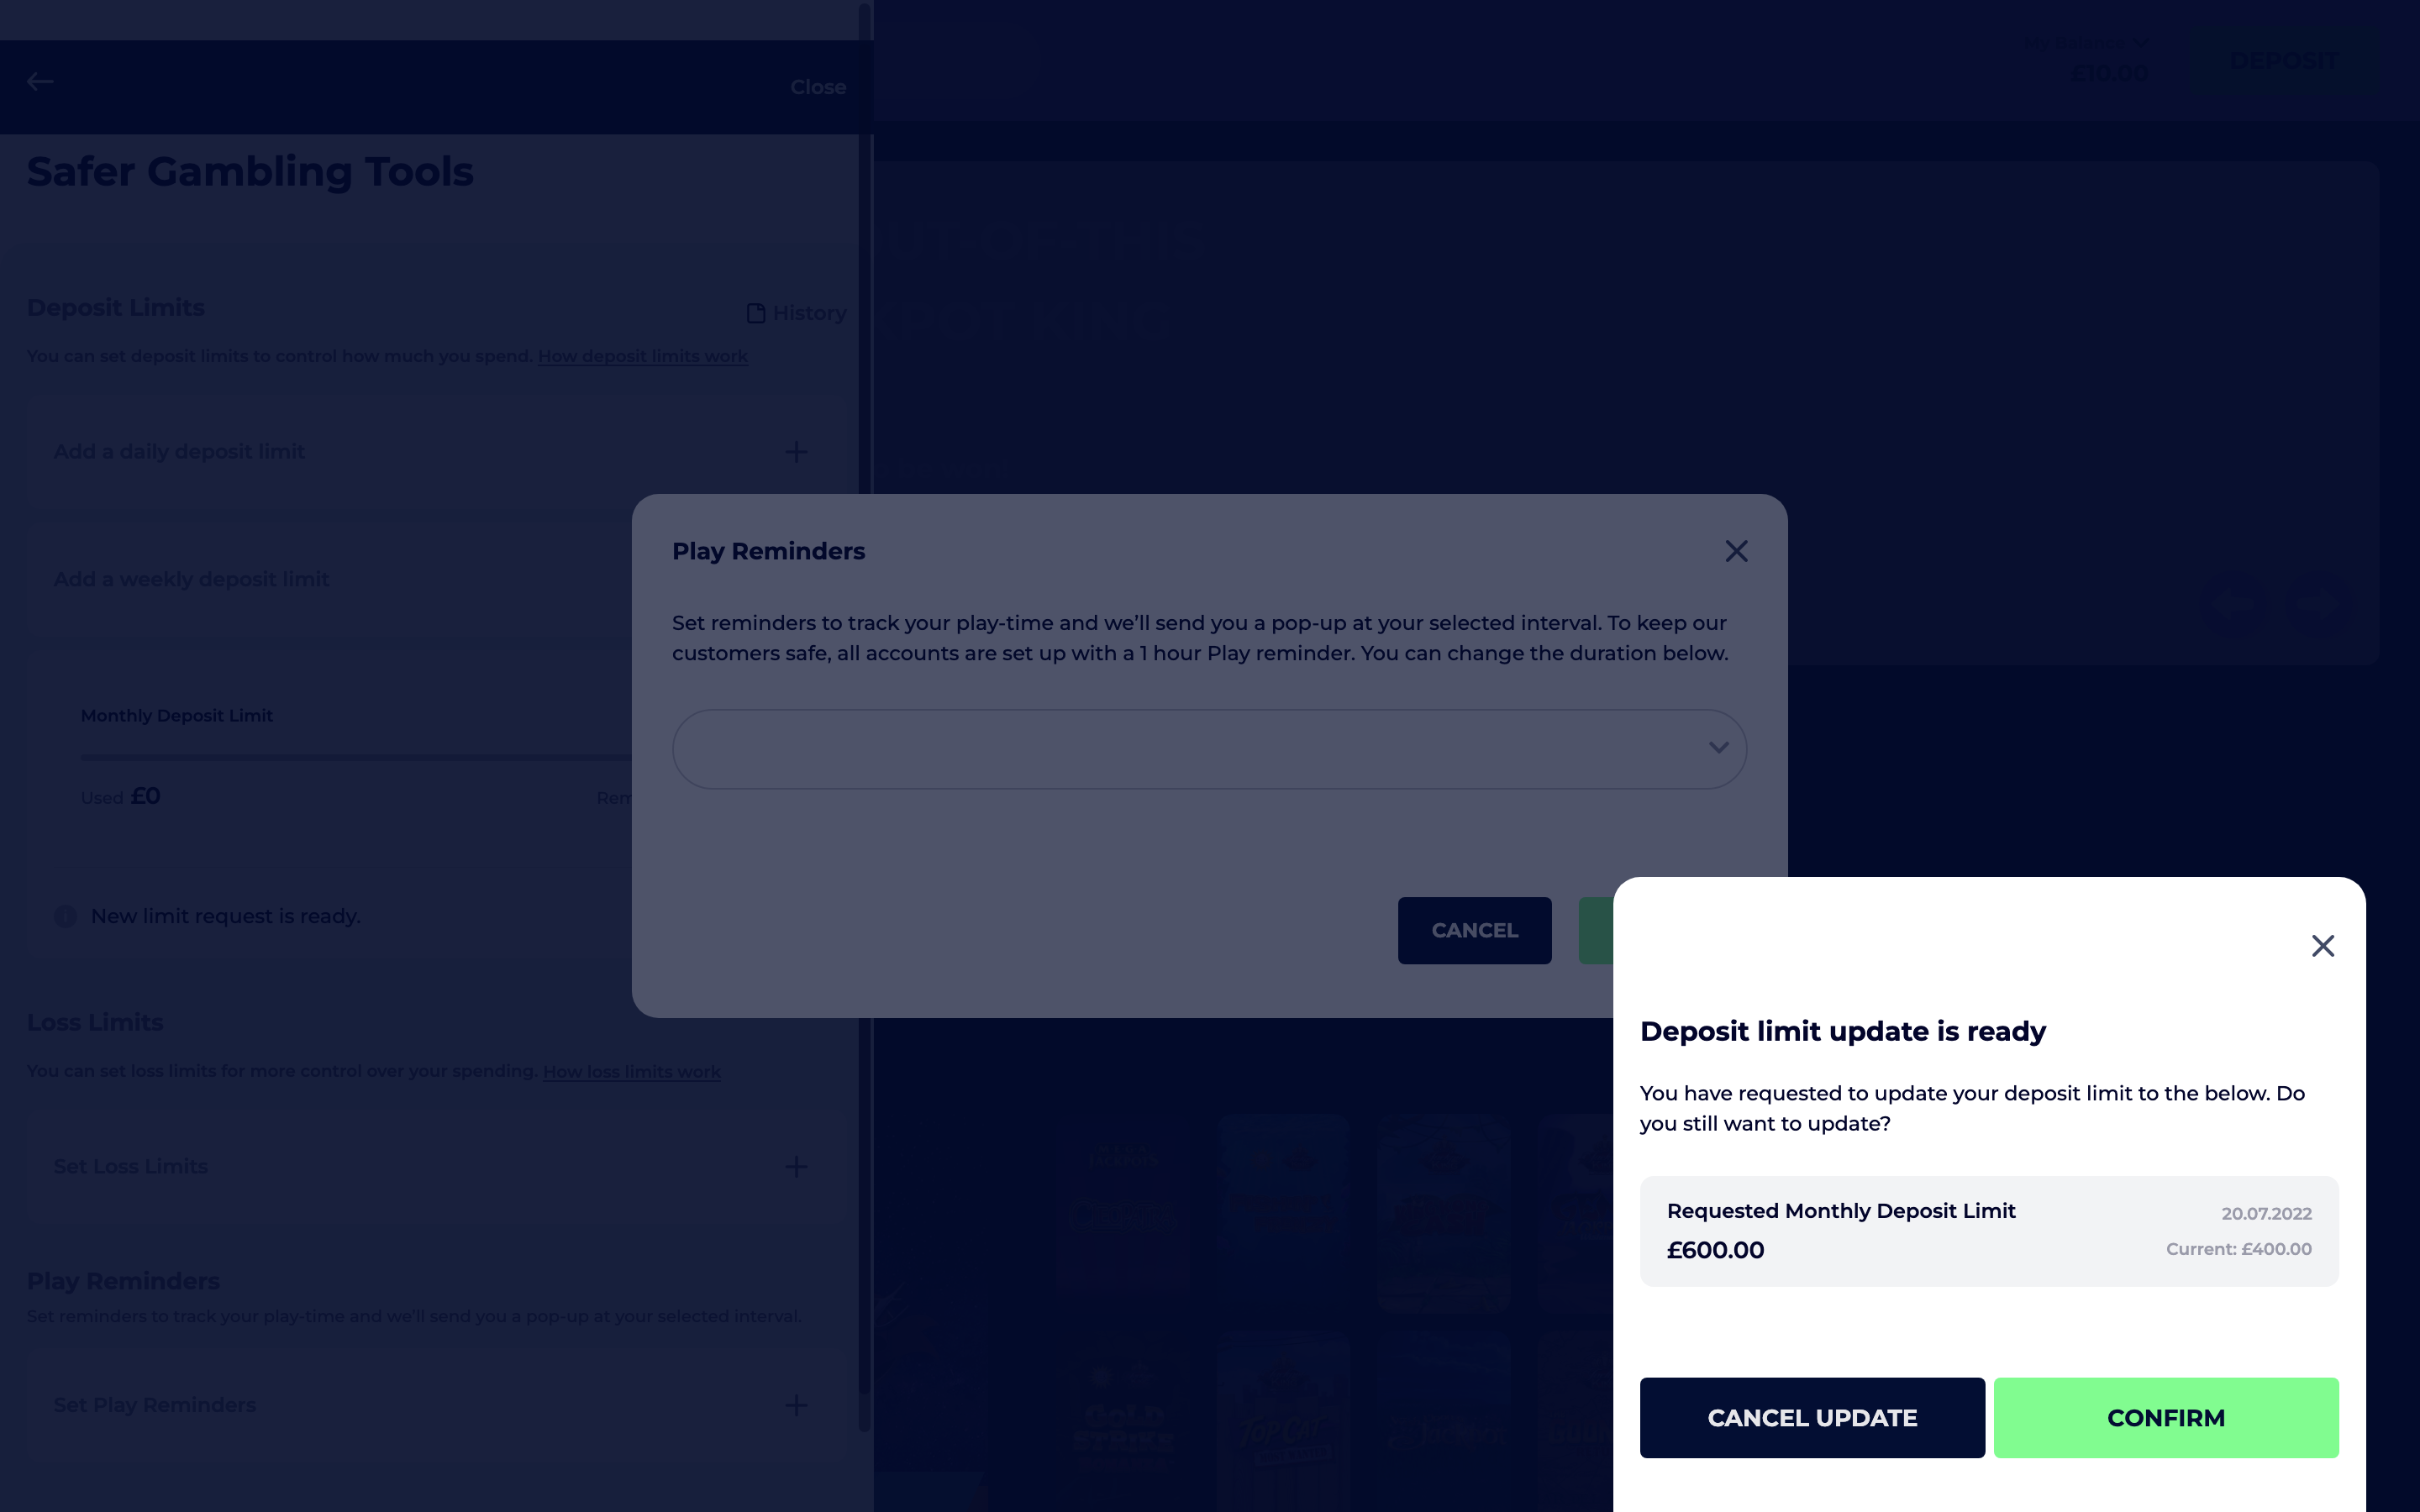 Close
£10.00
DEPOSIT
Safer Gambling Tools
Deposit Limits
History
You can set deposit limits to control how much you spend. How deposit limits work
Add a daily deposit limit
Add a weekly deposit limit
Monthly Deposit Limit
Used £0
New limit request is ready.
Loss Limits
You can set loss limits for more control over your spending. How loss limits work
Set Loss Limits
Play Reminders
Set reminders to track your play-time and we’ll send you a pop-up at your selected interval.
Set Play Reminders
Play Reminders
Set reminders to track your play-time and we’ll send you a pop-up at your selected interval. To keep our
customers safe, all accounts are set up with a 1 hour Play reminder. You can change the duration below.
CANCEL
GOLD
STRIKE
TOP CAT
Deposit limit update is ready
You have requested to update your deposit limit to the below. Do
you still want to update?
Requested Monthly Deposit Limit
20.07.2022
£600.00
Current: £400.00
CANCEL UPDATE
CONFIRM